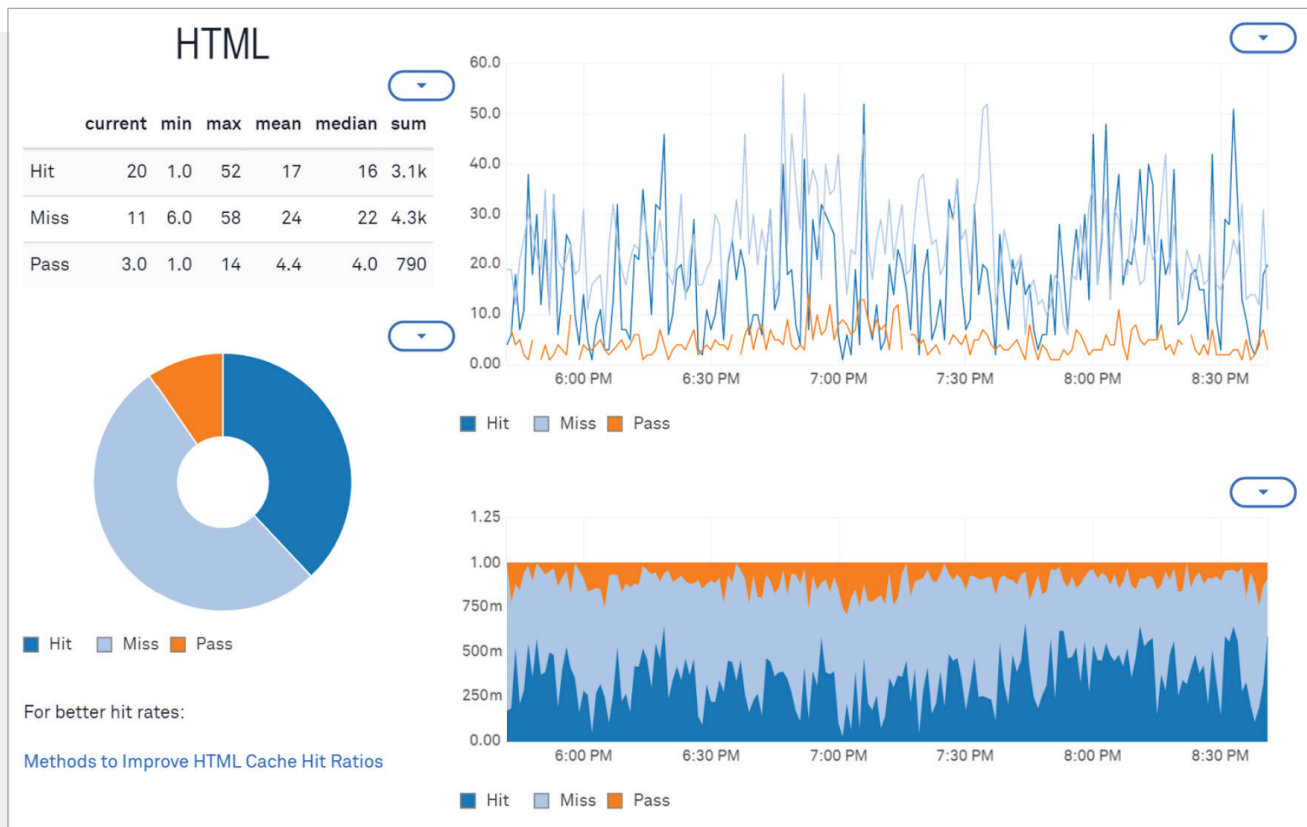 HTML
current min max mean median sum
Hit 20 1.0 52 17 16 3.1k
Miss 11 6.0 58 24 22 4.3k
Pass 3.0 1.0 14 4.4 4.0 790
Hit Miss Pass
For better hit rates:
Methods to Improve HTML Cache Hit Ratios
60.0
50.0
40.0
30.0
20.0
10.0
0.00
6:00 PM 6:30 PM 7:00 PM 7:30 PM 8:00 PM 8:30 PM
Hit Miss Pass
1.25
1.00
750m
500m
250m
0.00
6:00 PM 6:30 PM 7:00 PM 7:30 PM 8:00 PM 8:30 PM
Hit Miss Pass